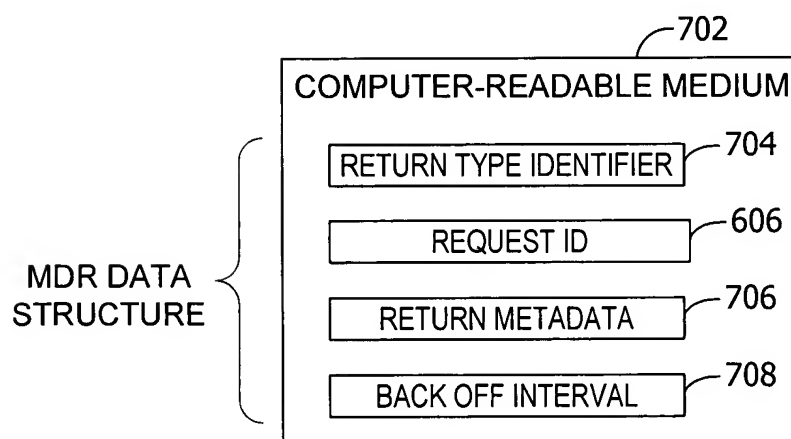 702
COMPUTER-READABLE MEDIUM
RETURN TYPE IDENTIFIER
704
REQUEST ID
606
MDR DATA
STRUCTURE
RETURN METADATA
706
BACK OFF INTERVAL
708